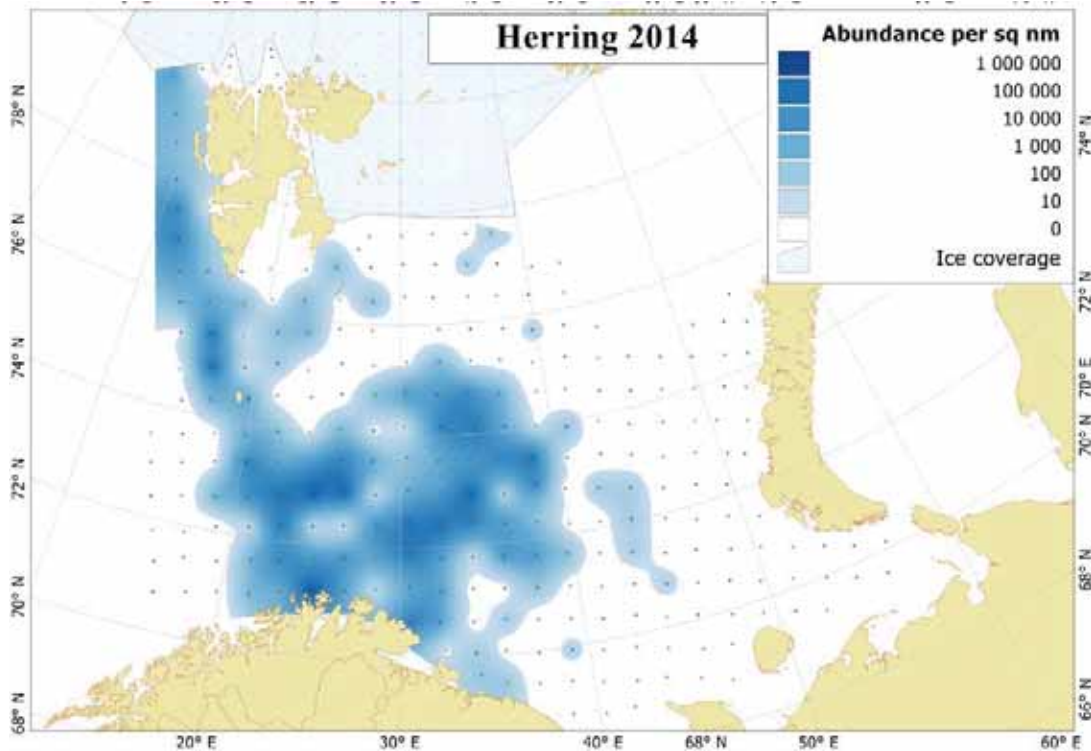 Herring 2014
Abundance per sq nm
1 000 000
100 000
10 000
1 000
100
10
0
Ice coverage
78° N
76° N
74° N
72° N
70° N
68° N
74° N
72° N
70° E
70° N
68° N
66° N
20° E
30° E
40° E
68° N
50° E
60° E